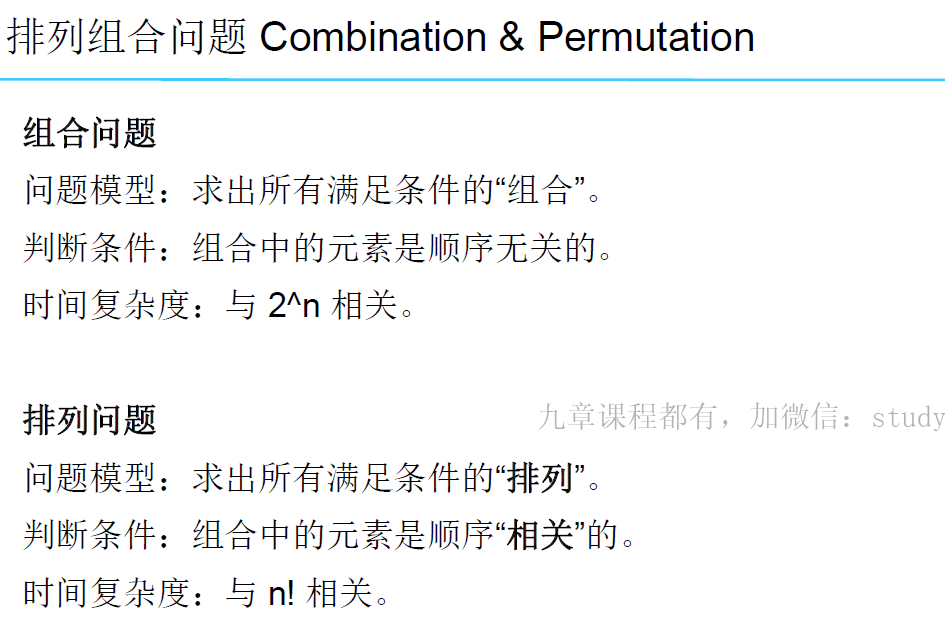 排列组合问题 Combination & Permutation
组合问题
问题模型：求出所有满足条件的“组合”。
判断条件：组合中的元素是顺序无关的。
时间复杂度：与 2^n 相关。
排列问题
九章课程都有，加微信：study
问题模型：求出所有满足条件的“排列”。
判断条件：组合中的元素是顺序“相关”的。
时间复杂度：与 n! 相关。